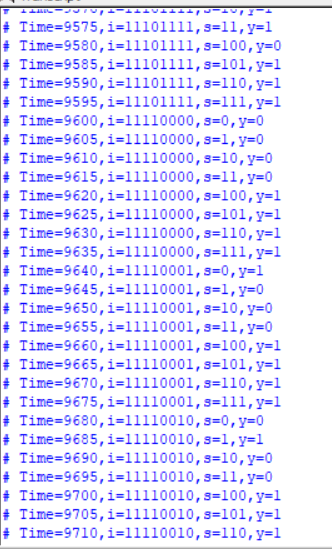 # Time=9575,i=11101111,s=11,y=1
# Time=9580,i=11101111,s=100,y=0
# Time=9585,i=11101111,s=101,y=1
# Time=9590,i=11101111,s=110,y=1
# Time=9595,i=11101111,s=111,y=1
# Time=9600,i=11110000,s=0,y=0
# Time=9605,i=11110000,s=1,y=0
# Time=9610,i=11110000,s=10,y=0
# Time=9615,i=11110000,s=11,y=0
# Time=9620,i=11110000,s=100,y=1
# Time=9625,i=11110000,s=101,y=1
# Time=9630,i=11110000,s=110,y=1
# Time=9635,i=11110000,s=111,y=1
# Time=9640,i=11110001,s=0,y=1
# Time=9645,i=11110001,s=1,y=0
# Time=9650,i=11110001,s=10,y=0
# Time=9655,i=11110001,s=11,y=0
# Time=9660,i=11110001,s=100,y=1
# Time=9665,i=11110001,s=101,y=1
# Time=9670,i=11110001,s=110,y=1
# Time=9675,i=11110001,s=111,y=1
# Time=9680,i=11110010,s=0,y=0
# Time=9685,i=11110010,s=1,y=1
# Time=9690,i=11110010,s=10,y=0
# Time=9695,i=11110010,s=11,y=0
# Time=9700,i=11110010,s=100,y=1
# Time=9705,i=11110010,s=101,y=1
# Time=9710,i=11110010,s=110,y=1